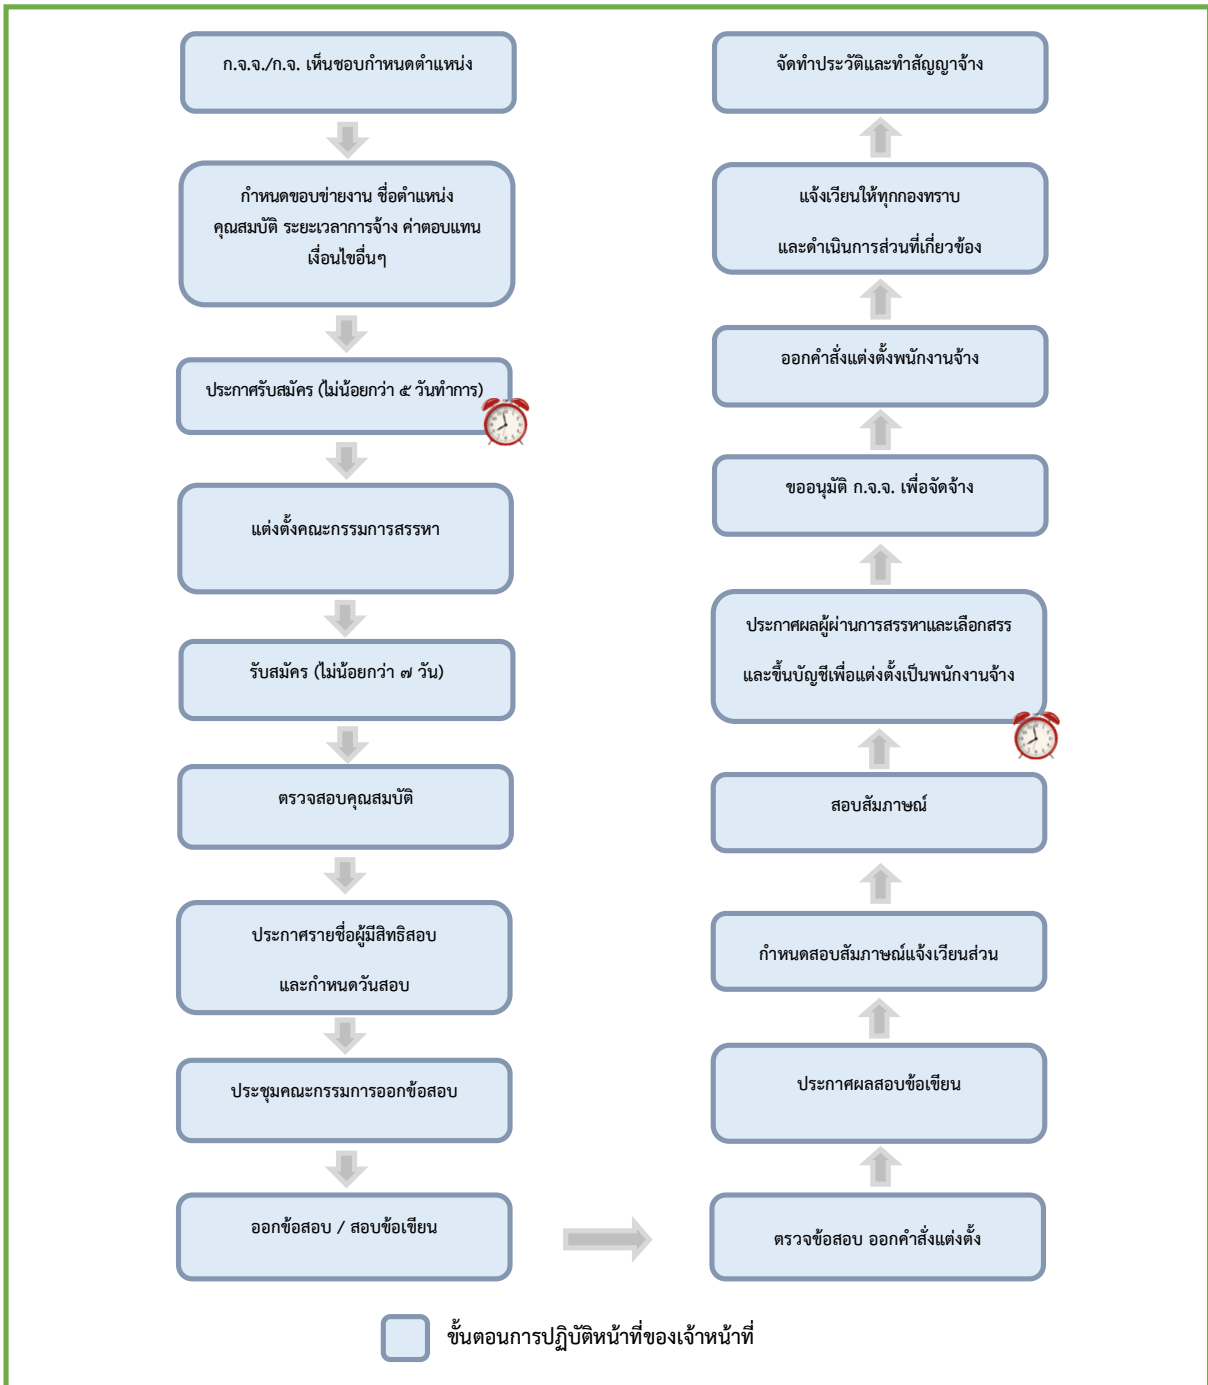 ก.จ.จ./ก.จ. เห็นชอบกำหนดตำแหน่ง
กำหนดขอบข่ายงาน ชื่อตำแหน่ง
คุณสมบัติ ระยะเวลาการจ้าง ค่าตอบแทน
เงื่อนไขอื่นๆ
ประกาศรับสมัคร (ไม่น้อยกว่า ๕ วันทำการ)
แต่งตั้งคณะกรรมการสรรหา
รับสมัคร (ไม่น้อยกว่า ๗ วัน)
ตรวจสอบคุณสมบัติ
ประกาศรายชื่อผู้มีสิทธิสอบ
และกำหนดวันสอบ
ประชุมคณะกรรมการออกข้อสอบ
ออกข้อสอบ / สอบข้อเขียน
ตรวจข้อสอบ ออกคำสั่งแต่งตั้ง
ประกาศผลสอบข้อเขียน
กำหนดสอบสัมภาษณ์แจ้งเวียนส่วน
สอบสัมภาษณ์
ประกาศผลผู้ผ่านการสรรหาและเลือกสรร
และขึ้นบัญชีเพื่อแต่งตั้งเป็นพนักงานจ้าง
ขออนุมัติ ก.จ.จ. เพื่อจัดจ้าง
ออกคำสั่งแต่งตั้งพนักงานจ้าง
แจ้งเวียนให้ทุกกองทราบ
และดำเนินการส่วนที่เกี่ยวข้อง
จัดทำประวัติและทำสัญญาจ้าง
ขั้นตอนการปฏิบัติหน้าที่ของเจ้าหน้าที่